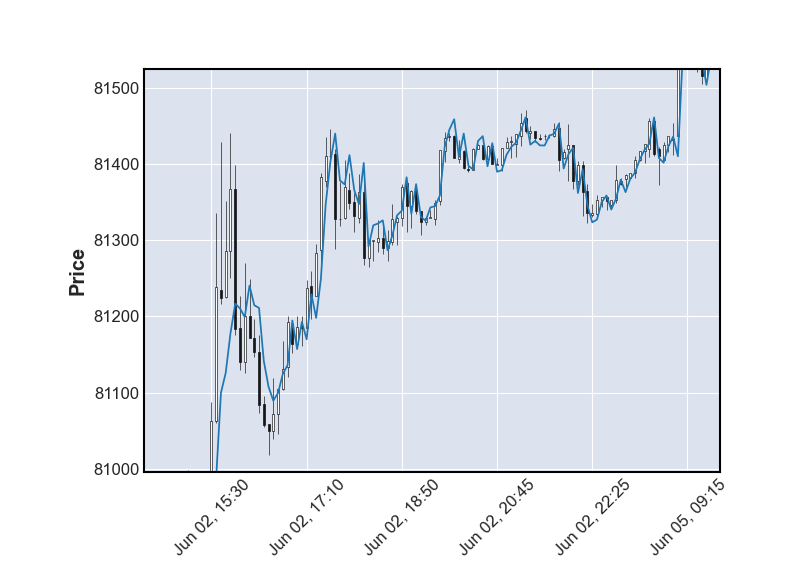 81500
81400
81300
81200
81100
81000
Price
Jun 02, 15:30
Jun 02, 17:10
Jun 02, 18:50
Jun 02, 20:45
Jun 02, 22:25
Jun 05, 09:15